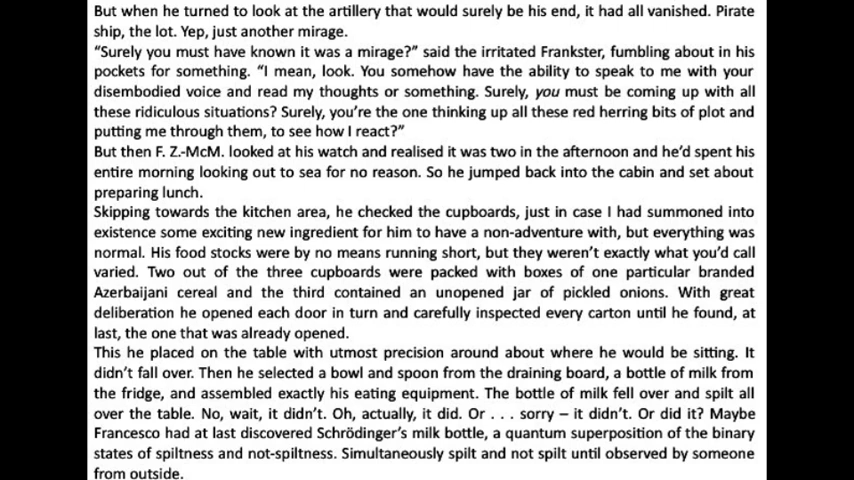 But when he turned to look at the artillery that would surely be his end, it had all vanished. Pirate
ship, the lot. Yep, just another mirage.
“Surely you must have known it was a mirage?” said the irritated Frankster, fumbling about in his
pockets for something. “I mean, look. You somehow have the ability to speak to me with your
disembodied voice and read my thoughts or something. Surely, you must be coming up with all
these ridiculous situations? Surely, you’re the one thinking up all these red herring bits of plot and
putting me through them, to see how I react?”
But then F. Z.-McM. looked at his watch and realised it was two in the afternoon and he’d spent his
entire morning looking out to sea for no reason. So he jumped back into the cabin and set about
preparing lunch.
Skipping towards the kitchen area, he checked the cupboards, just in case I had summoned into
existence some exciting new ingredient for him to have a non-adventure with, but everything was
normal. His food stocks were by no means running short, but they weren’t exactly what you’d call
varied. Two out of the three cupboards were packed with boxes of one particular branded
Azerbaijani cereal and the third contained an unopened jar of pickled onions. With great
deliberation he opened each door in turn and carefully inspected every carton until he found, at
last, the one that was already opened.
This he placed on the table with utmost precision around about where he would be sitting. It
didn’t fall over. Then he selected a bowl and spoon from the draining board, a bottle of milk from
the fridge, and assembled exactly his eating equipment. The bottle of milk fell over and spilt all
over the table. No, wait, it didn’t. Oh, actually, it did. Or . . . sorry – it didn’t. Or did it? Maybe
Francesco had at last discovered Schrödinger’s milk bottle, a quantum superposition of the binary
states of spiltness and not-spiltness. Simultaneously spilt and not spilt until observed by someone
from outside.